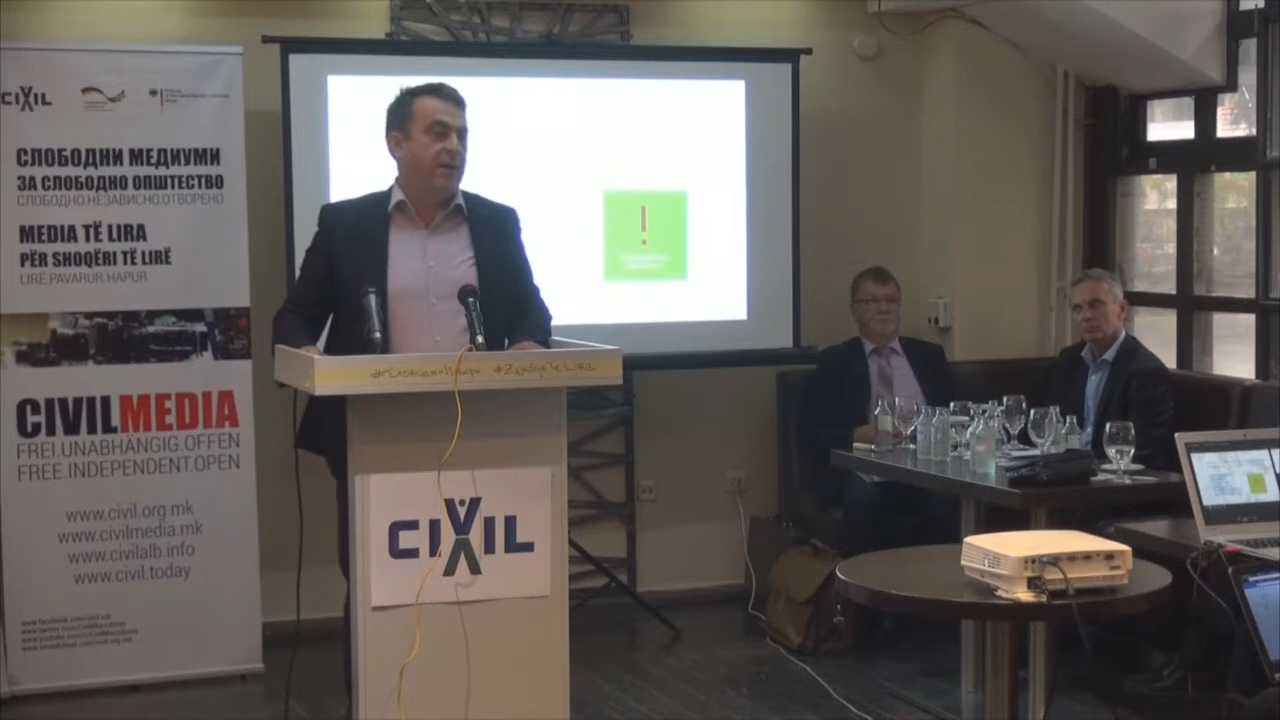 CIVIL
СЛОБОДНИ МЕДИУМИ
ЗА СЛОБОДНО ОПШТЕСТВО
СЛОБОДНО.НЕЗАВИСНО.ОТВОРЕНО
MEDIA TË LIRA
PËR SHOQËRI TË LIRË
LIRË.PAVARUR.HAPUR
CIVILMEDIA
FREI.UNABHÄNGIG.OFFEN
FREE.INDEPENDENT.OPEN
www.civil.org.mk
www.civilmedia.mk
www.civilalb.info
www.civil.today
!
#СлободниИзбори #ZgjedhjeTeLira
CIVIL